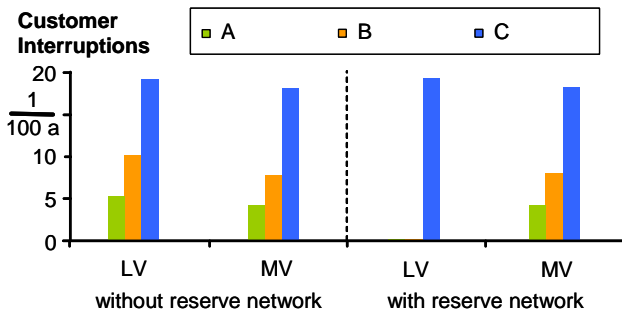 Customer
Interruptions
A B C
20
1
100 a
10
5
0
LV MV LV MV
without reserve network with reserve network